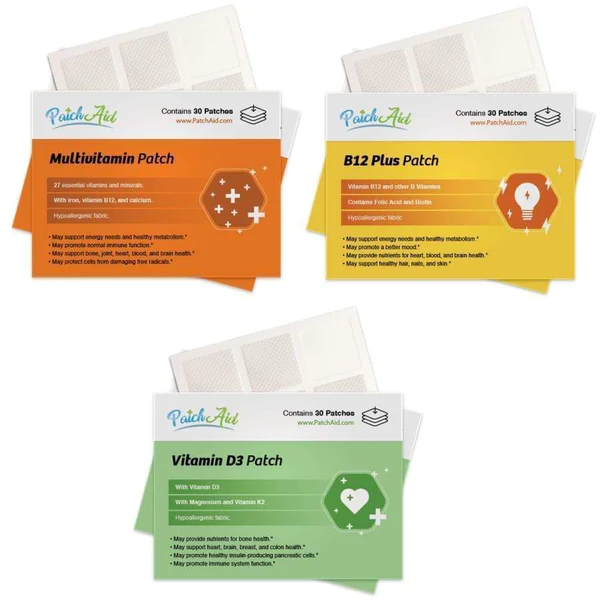 Patch Aid
Contains 30 Patches
www.PatchAid.com
Multivitamin Patch
27 essential vitamins and minerals.
With iron, vitamin B12, and calcium.
Hypoallergenic fabric.
• May support energy needs and healthy metabolism.*
• May promote normal immune function.*
• May support bone, joint, heart, blood, and brain health.*
• May protect cells from damaging free radicals.*
Patch Aid
Contains 30 Patches
www.PatchAid.com
B12 Plus Patch
Vitamin B12 and other B Vitamins
Contains Folic Acid and Biotin
Hypoallergenic fabric
• May support energy needs and healthy metabolism.*
• May promote a better mood.*
• May provide nutrients for heart, blood, and brain health.*
• May support healthy hair, nails, and skin.*
Patch Aid
Contains 30 Patches
www.PatchAid.com
Vitamin D3 Patch
With Vitamin D3
With Magnesium and Vitamin K2
Hypoallergenic fabric
• May provide nutrients for bone health.*
• May support heart, brain, breast, and colon health.*
• May promote healthy insulin-producing pancreatic cells.*
• May promote immune system function.*